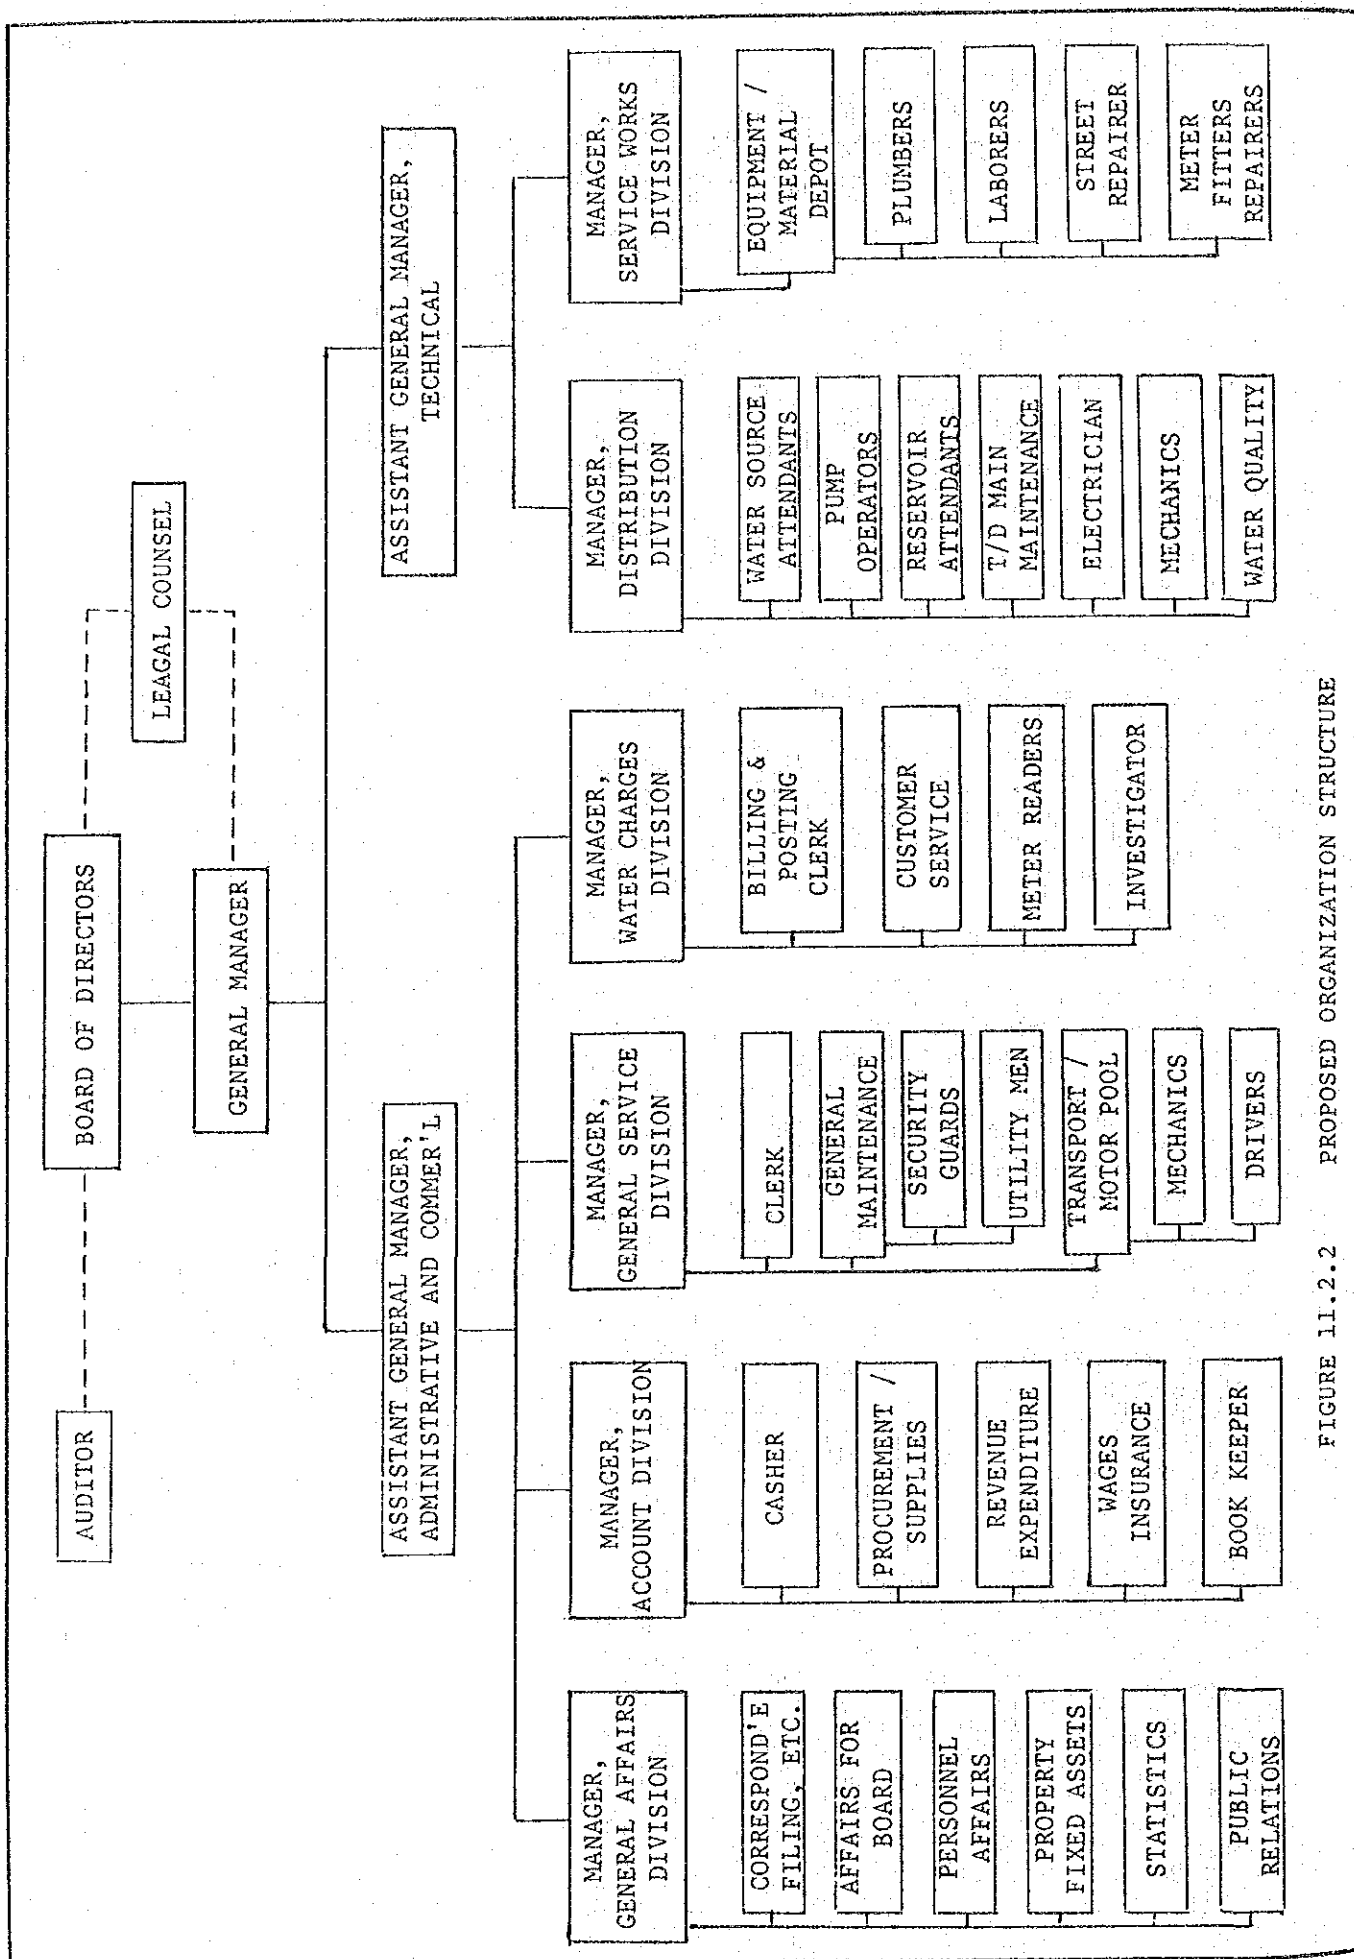 AUDITOR
BOARD OF DIRECTORS
LEAGAL COUNSEL
GENERAL MANAGER
ASSISTANT GENERAL MANAGER,
ADMINISTRATIVE AND COMMER'L
ASSISTANT GENERAL MANAGER,
TECHNICAL
MANAGER,
GENERAL AFFAIRS
DIVISION
CORRESPOND'E
FILING, ETC.
AFFAIRS FOR
BOARD
PERSONNEL
AFFAIRS
PROPERTY
FIXED ASSETS
STATISTICS
PUBLIC
RELATIONS
MANAGER,
ACCOUNT DIVISION
CASHER
PROCUREMENT /
SUPPLIES
REVENUE
EXPENDITURE
WAGES
INSURANCE
BOOK KEEPER
MANAGER,
GENERAL SERVICE
DIVISION
CLERK
GENERAL
MAINTENANCE
SECURITY
GUARDS
UTILITY MEN
TRANSPORT /
MOTOR POOL
MECHANICS
DRIVERS
MANAGER,
WATER CHARGES
DIVISION
BILLING &
POSTING
CLERK
CUSTOMER
SERVICE
METER READERS
INVESTIGATOR
MANAGER,
DISTRIBUTION
DIVISION
WATER SOURCE
ATTENDANTS
PUMP
OPERATORS
RESERVOIR
ATTENDANTS
T/D MAIN
MAINTENANCE
ELECTRICIAN
MECHANICS
WATER QUALITY
MANAGER,
SERVICE WORKS
DIVISION
EQUIPMENT /
MATERIAL
DEPOT
PLUMBERS
LABORERS
STREET
REPAIRER
METER
FITTERS
REPAIRERS
FIGURE 11.2.2 PROPOSED ORGANIZATION STRUCTURE